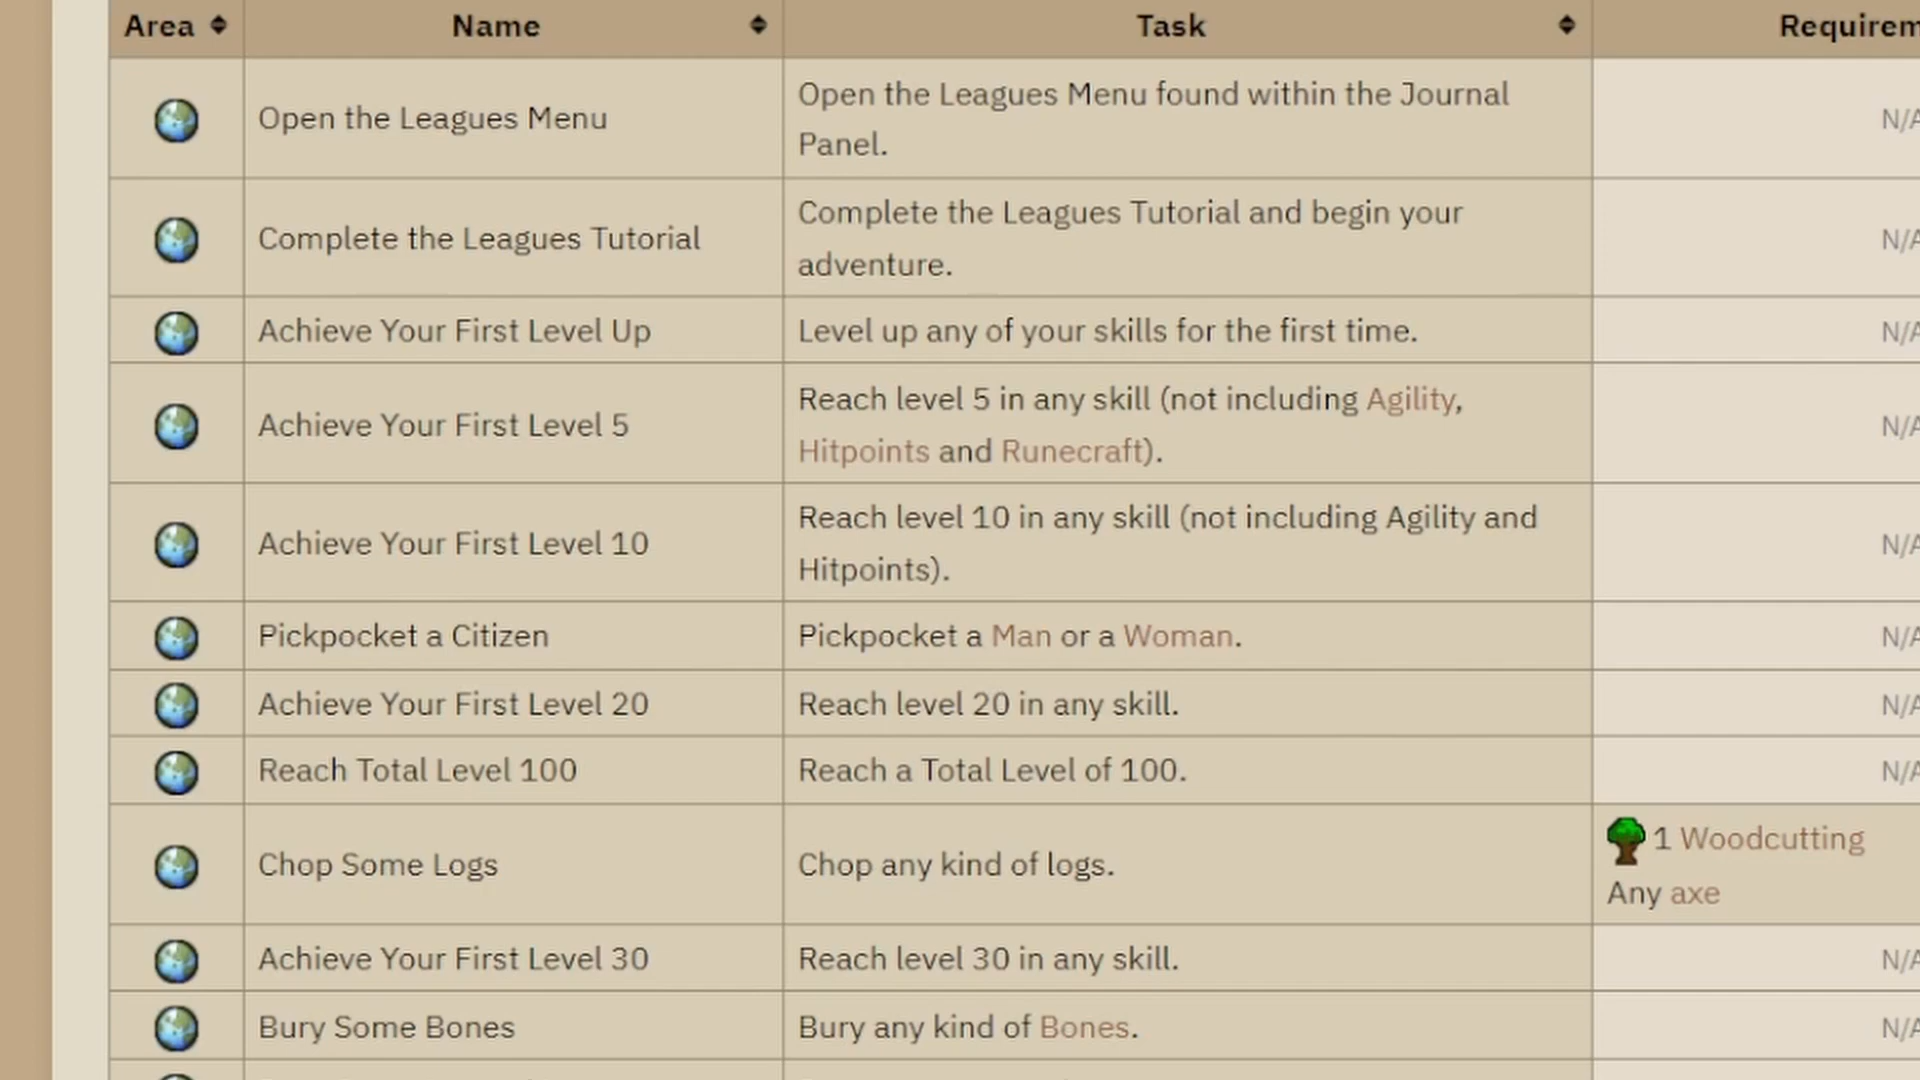 Area Name Task Requirem
Open the Leagues Menu Open the Leagues Menu found within the Journal N/A
Panel.
Complete the Leagues Tutorial Complete the Leagues Tutorial and begin your N/A
adventure.
Achieve Your First Level Up Level up any of your skills for the first time. N/A
Achieve Your First Level 5 Reach level 5 in any skill (not including Agility, N/A
Hitpoints and Runecraft).
Achieve Your First Level 10 Reach level 10 in any skill (not including Agility and N/A
Hitpoints).
Pickpocket a Citizen Pickpocket a Man or a Woman. N/A
Achieve Your First Level 20 Reach level 20 in any skill. N/A
Reach Total Level 100 Reach a Total Level of 100. N/A
Chop Some Logs Chop any kind of logs. 1 Woodcutting
Any axe
Achieve Your First Level 30 Reach level 30 in any skill. N/A
Bury Some Bones Bury any kind of Bones. N/A